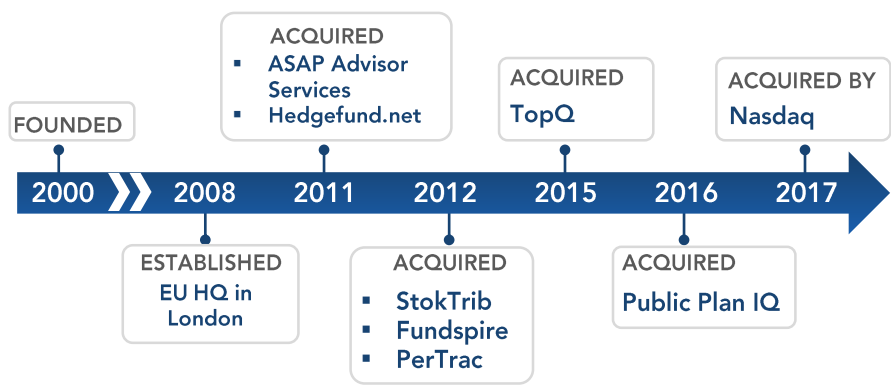 FOUNDED
2000
2008
ESTABLISHED
EU HQ in
London
ACQUIRED
▪ ASAP Advisor
Services
▪ Hedgefund.net
2011
2012
ACQUIRED
▪ StokTrib
▪ Fundspire
▪ PerTrac
ACQUIRED
TopQ
2015
2016
ACQUIRED
Public Plan IQ
ACQUIRED BY
Nasdaq
2017